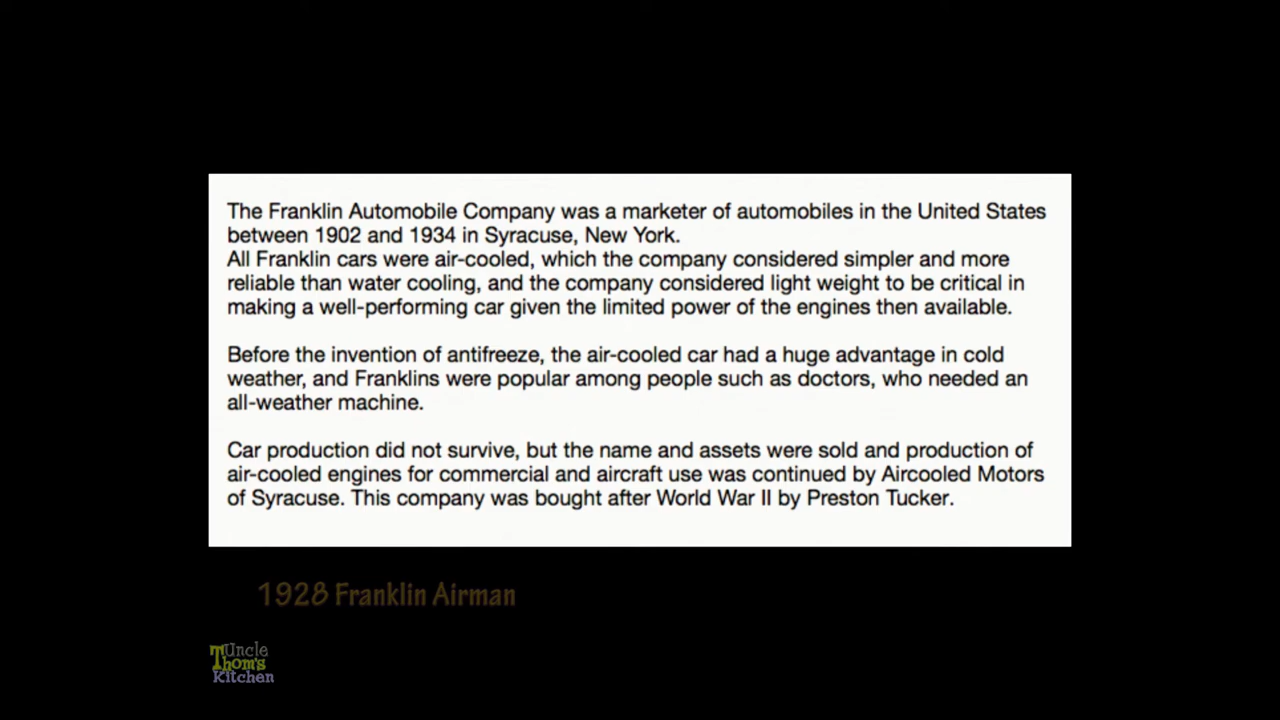 The Franklin Automobile Company was a marketer of automobiles in the United States
between 1902 and 1934 in Syracuse, New York.
All Franklin cars were air-cooled, which the company considered simpler and more
reliable than water cooling, and the company considered light weight to be critical in
making a well-performing car given the limited power of the engines then available.
Before the invention of antifreeze, the air-cooled car had a huge advantage in cold
weather, and Franklins were popular among people such as doctors, who needed an
all-weather machine.
Car production did not survive, but the name and assets were sold and production of
air-cooled engines for commercial and aircraft use was continued by Aircooled Motors
of Syracuse. This company was bought after World War II by Preston Tucker.
1928 Franklin Airman
Uncle
Thom's
Kitchen